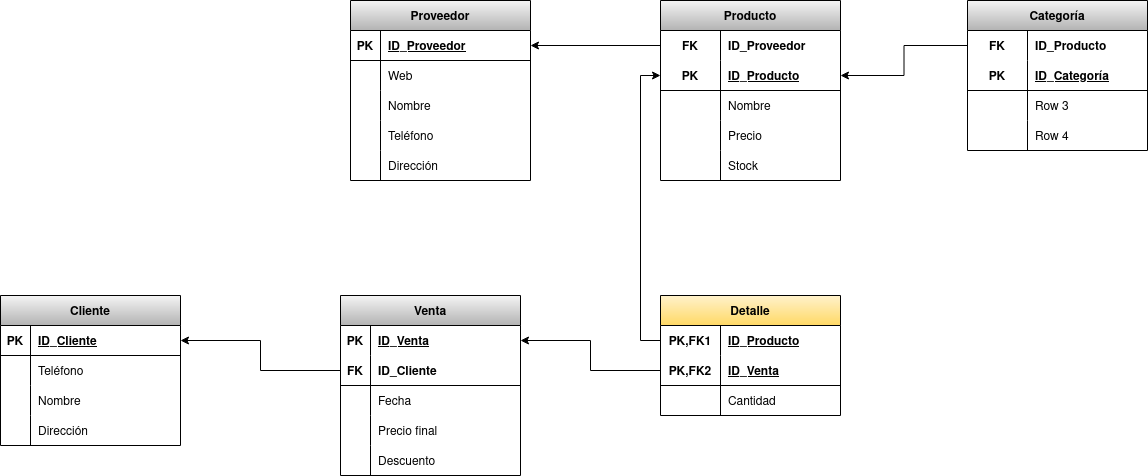 Proveedor
PK ID_Proveedor
Web
Nombre
Teléfono
Dirección
Producto
FK ID_Proveedor
PK ID_Producto
Nombre
Precio
Stock
Categoría
FK ID_Producto
PK ID_Categoría
Row 3
Row 4
Cliente
PK ID_Cliente
Teléfono
Nombre
Dirección
Venta
PK ID_Venta
FK ID_Cliente
Fecha
Precio final
Descuento
Detalle
PK,FK1 ID_Producto
PK,FK2 ID_Venta
Cantidad